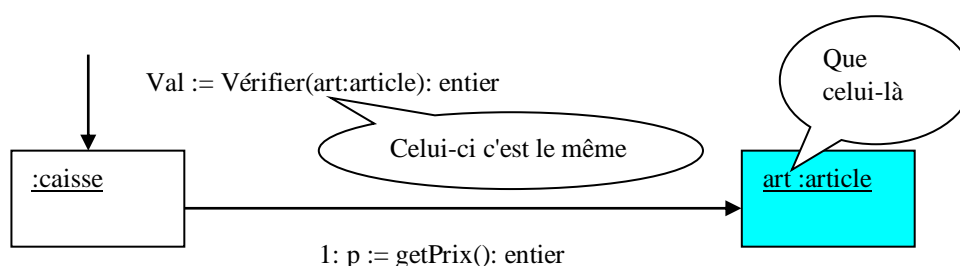 Val := Vérifier(art:article): entier
Que
celui-là
Celui-ci c'est le même
:caisse
art :article
1: p := getPrix(): entier